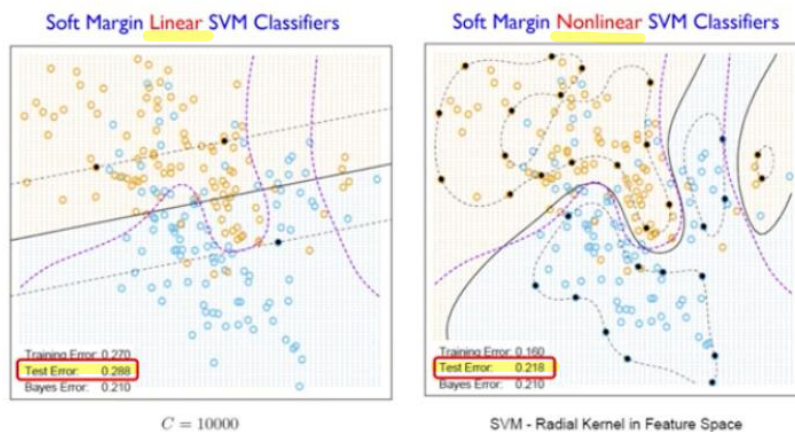 Soft Margin Linear SVM Classifiers
Training Error: 0.270
Test Error: 0.288
Bayes Error: 0.210
C = 10000
Soft Margin Nonlinear SVM Classifiers
Training Error: 0.160
Test Error: 0.218
Bayes Error: 0.210
SVM - Radial Kernel in Feature Space